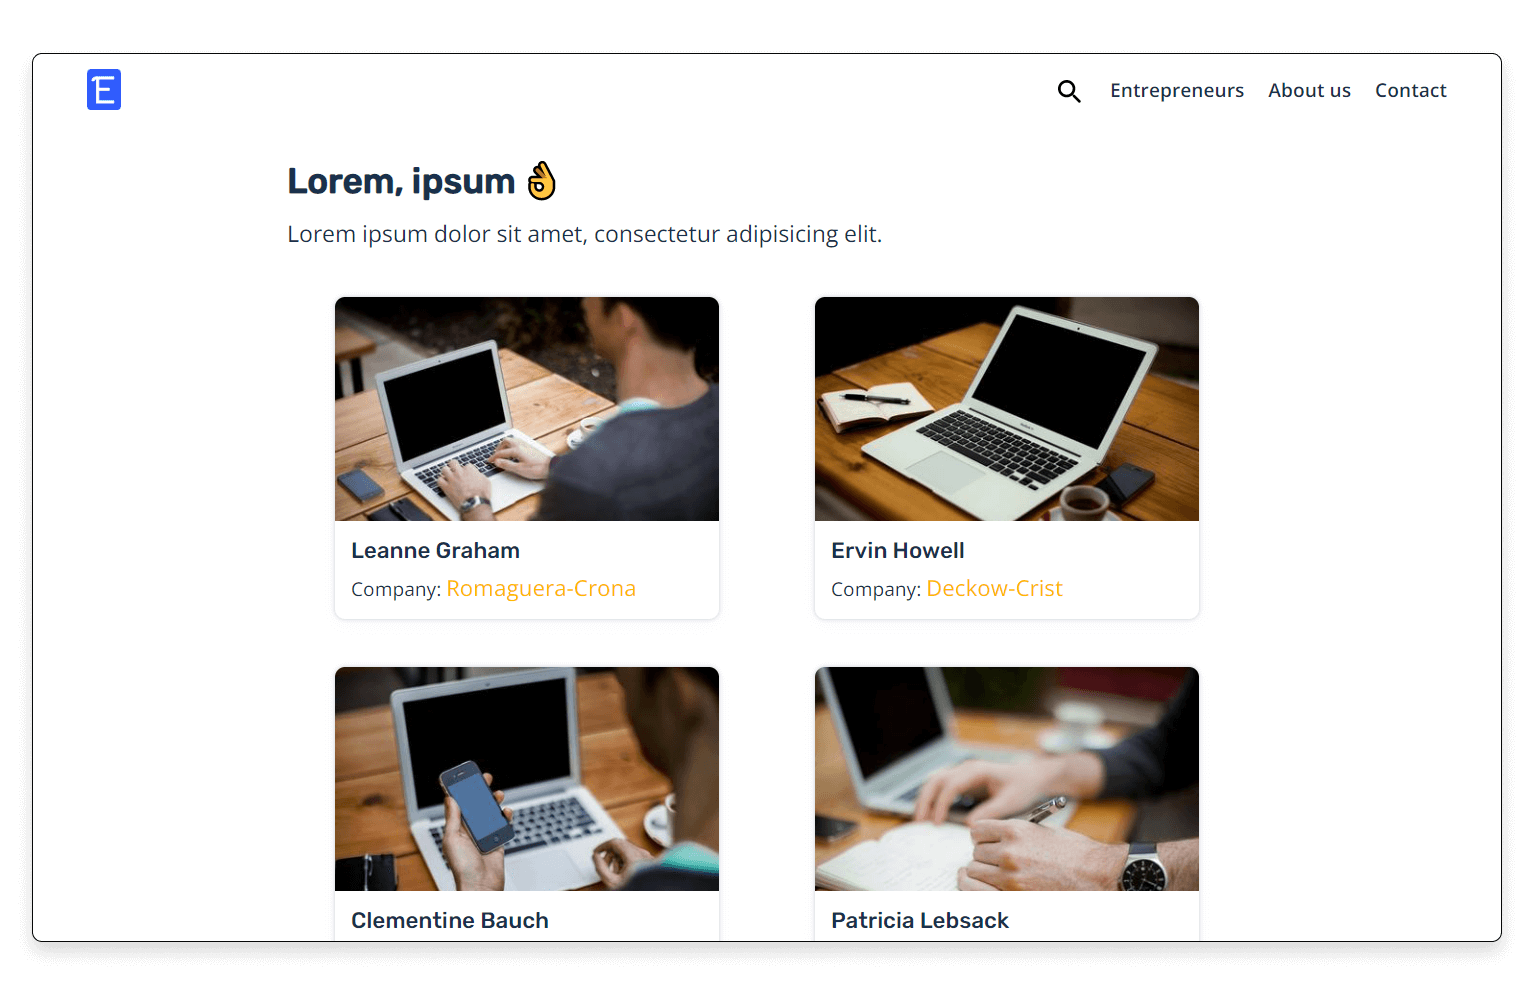 E
Entrepreneurs About us Contact
Lorem, ipsum 👌
Lorem ipsum dolor sit amet, consectetur adipisicing elit.
Leanne Graham
Company: Romaguera-Crona
Ervin Howell
Company: Deckow-Crist
Clementine Bauch
Patricia Lebsack